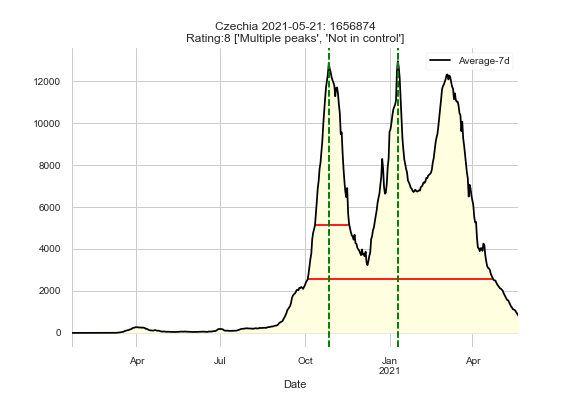 Czechia 2021-05-21: 1656874
Rating:8 ['Multiple peaks', 'Not in control']
Average-7d
12000
10000
8000
6000
4000
2000
0
Apr Jul Oct Jan Apr
2021
Date